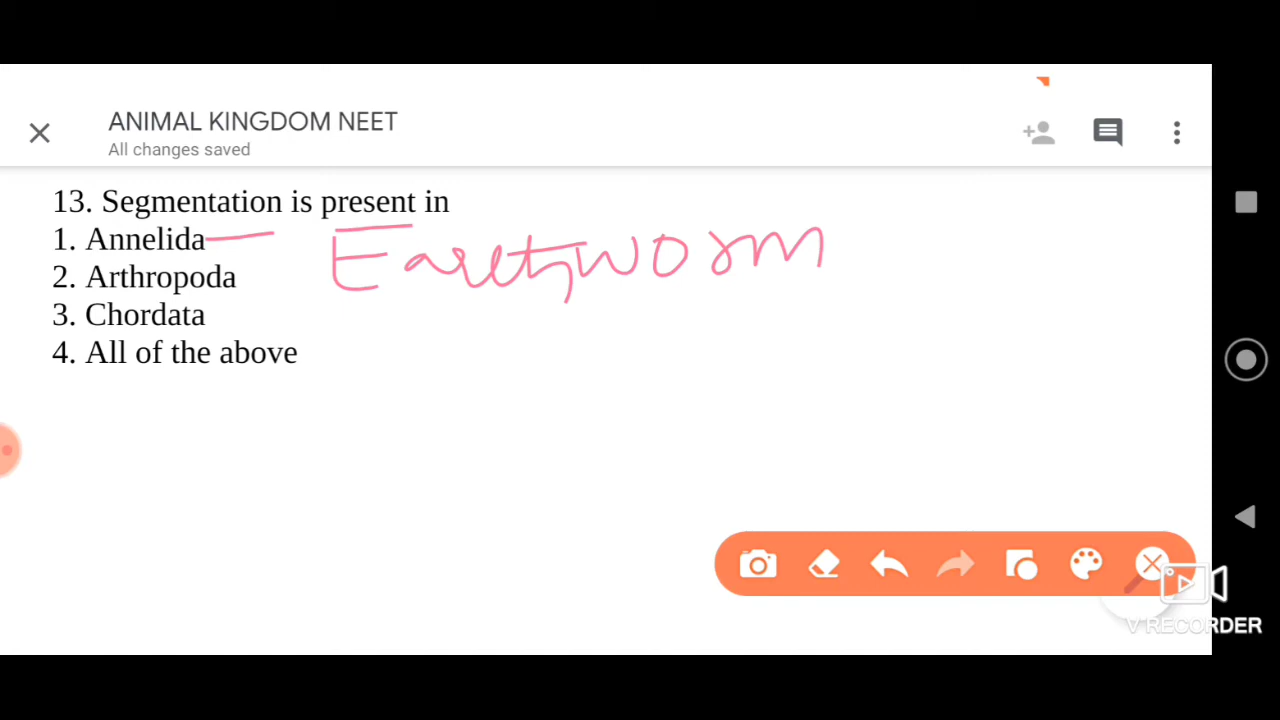 ANIMAL KINGDOM NEET
All changes saved
13. Segmentation is present in
1. Annelida — Earethworm
2. Arthropoda
3. Chordata
4. All of the above
V RECORDER